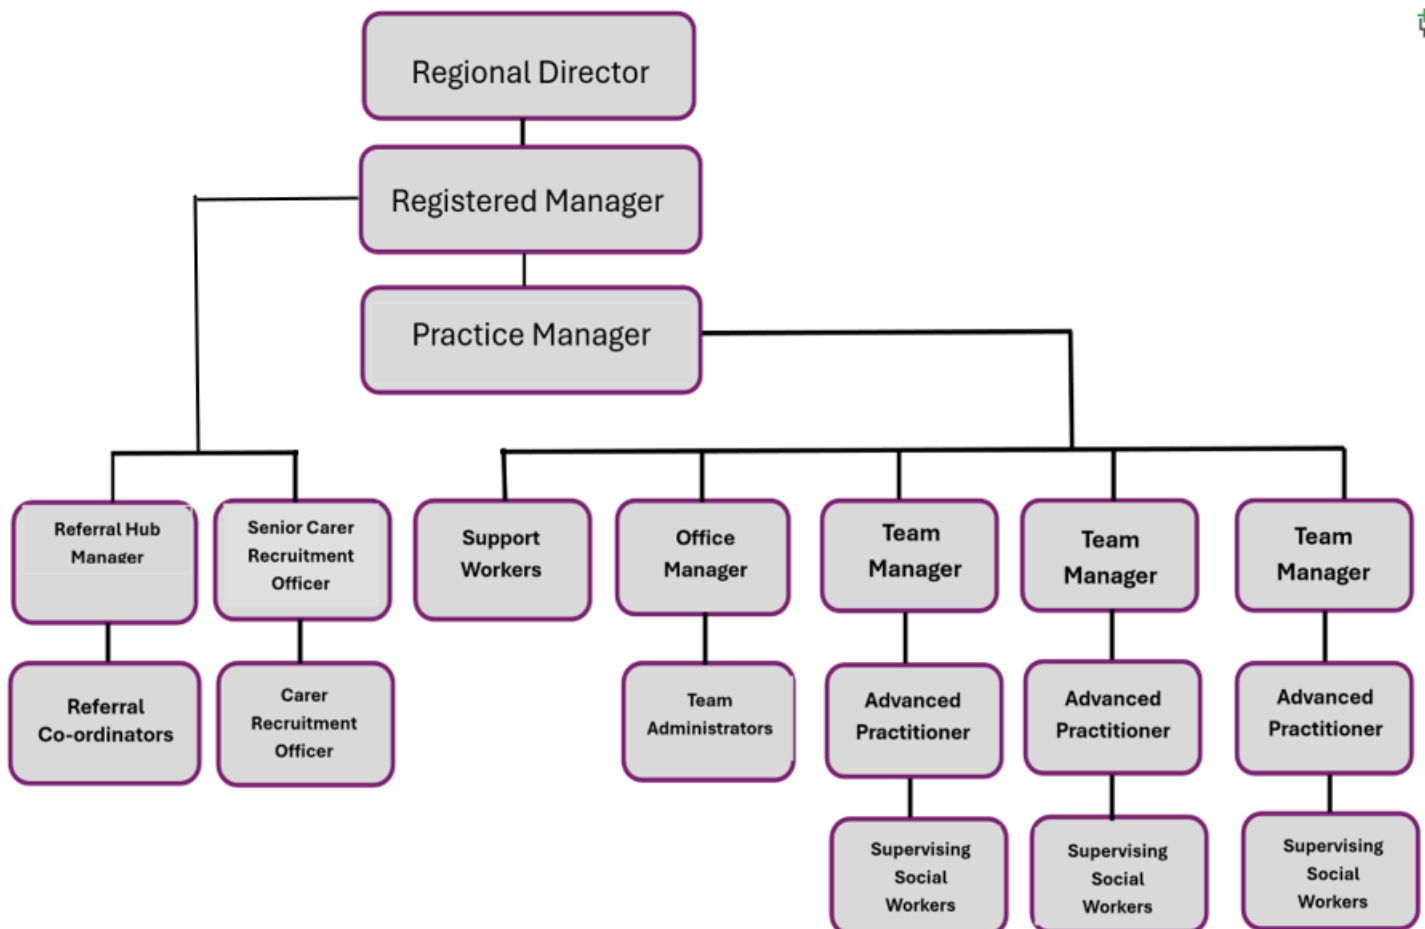 Regional Director
Registered Manager
Practice Manager
Referral Hub
Manager
Senior Carer
Recruitment
Officer
Support
Workers
Office
Manager
Team
Manager
Team
Manager
Team
Manager
Referral
Co-ordinators
Carer
Recruitment
Officer
Team
Administrators
Advanced
Practitioner
Advanced
Practitioner
Advanced
Practitioner
Supervising
Social
Workers
Supervising
Social
Workers
Supervising
Social
Workers